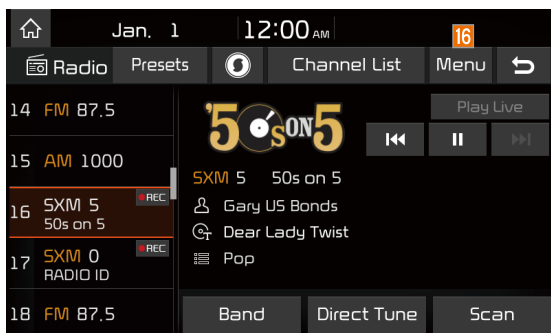 Jan. 1 12:00 AM
16
Radio Presets Channel List Menu
14 FM 87.5
15 AM 1000
16 SXM 5 REC
50s on 5
17 SXM 0 REC
RADIO ID
18 FM 87.5
'50s ON 5
Play Live
SXM 5 50s on 5
Gary US Bonds
Dear Lady Twist
Pop
Band Direct Tune Scan